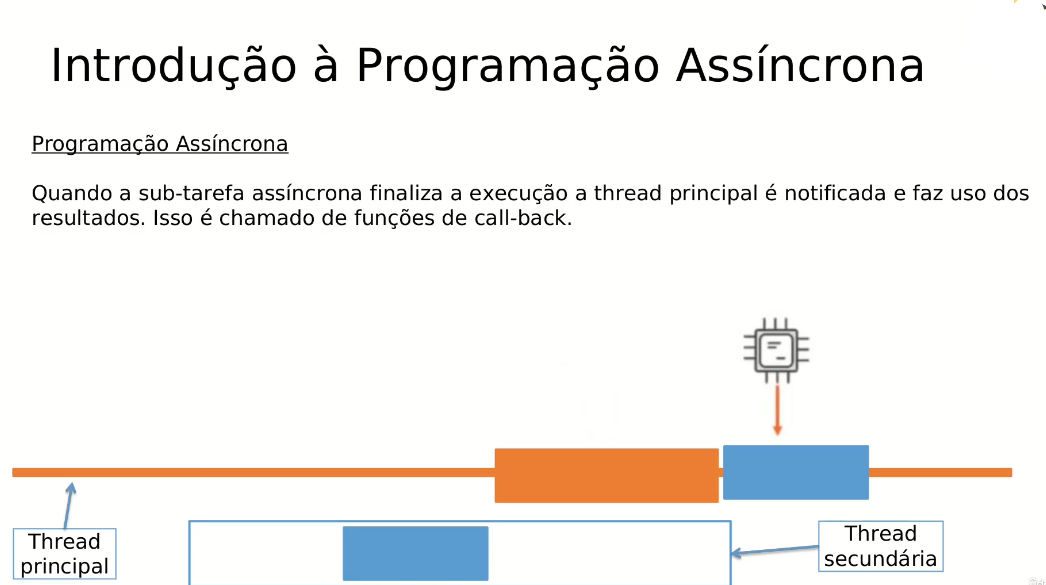 Introdução à Programação Assíncrona
Programação Assíncrona
Quando a sub-tarefa assíncrona finaliza a execução a thread principal é notificada e faz uso dos
resultados. Isso é chamado de funções de call-back.
Thread
principal
Thread
secundária